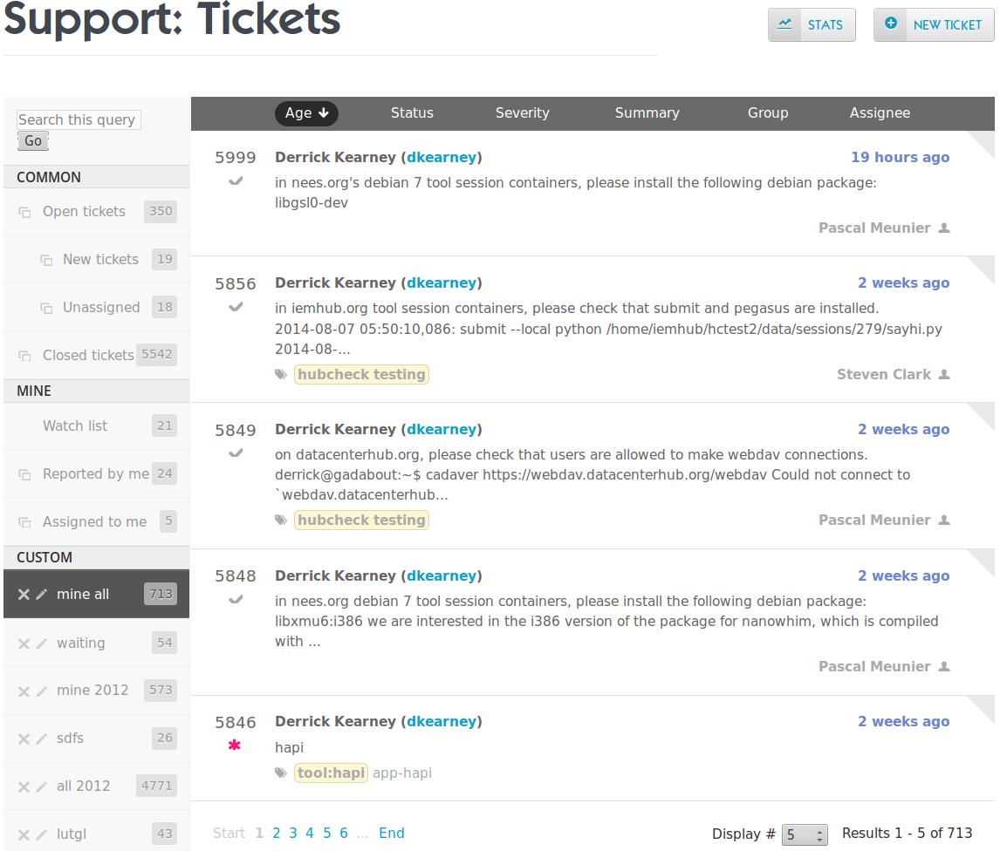 Support: Tickets
STATS
NEW TICKET
Search this query
Go
COMMON
Open tickets 350
New tickets 19
Unassigned 18
Closed tickets 5542
MINE
Watch list 21
Reported by me 24
Assigned to me 5
CUSTOM
mine all 713
waiting 54
mine 2012 573
sdfs 26
all 2012 4771
lutgl 43
Age Status Severity Summary Group Assignee
5999 Derrick Kearney (dkearney) 19 hours ago
in nees.org's debian 7 tool session containers, please install the following debian package:
libgsl0-dev
Pascal Meunier
5856 Derrick Kearney (dkearney) 2 weeks ago
in iemhub.org tool session containers, please check that submit and pegasus are installed.
2014-08-07 05:50:10,086: submit --local python /home/iemhub/hctest2/data/sessions/279/sayhi.py
2014-08-...
hubcheck testing Steven Clark
5849 Derrick Kearney (dkearney) 2 weeks ago
on datacenterhub.org, please check that users are allowed to make webdav connections.
derrick@gadabout:~$ cadaver https://webdav.datacenterhub.org/webdav Could not connect to
`webdav.datacenterhub...
hubcheck testing Pascal Meunier
5848 Derrick Kearney (dkearney) 2 weeks ago
in nees.org debian 7 tool session containers, please install the following debian package:
libxmu6:i386 we are interested in the i386 version of the package for nanowhim, which is compiled
with ...
Pascal Meunier
5846 Derrick Kearney (dkearney) 2 weeks ago
hapi
tool:hapi app-hapi
Start 1 2 3 4 5 6 ... End Display # 5 Results 1 - 5 of 713